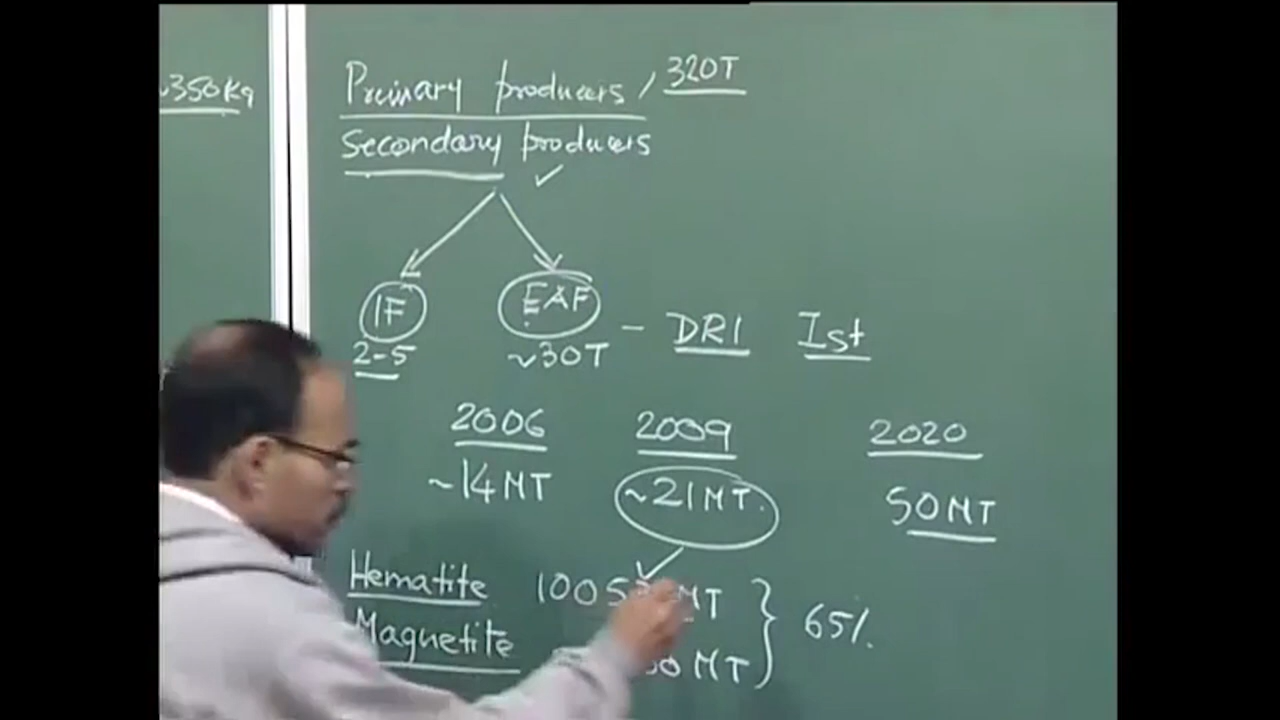 ~350Kg
Primary producers / 320T
Secondary producers
IF EAF - DRI Ist
2-5 ~30T
2006 2009 2020
~14MT ~21MT. 50MT
Hematite MT
Magnetite MT
65%.